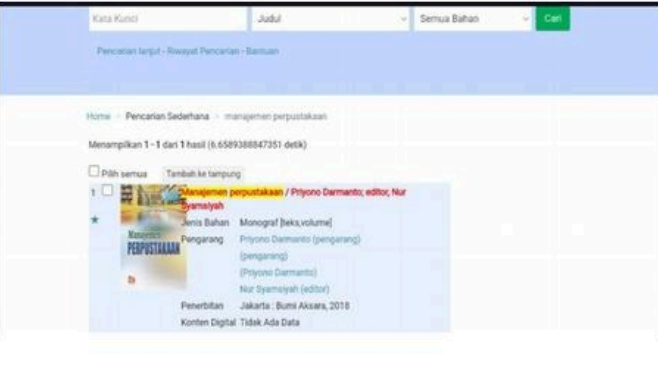 Kata Kunci Judul Semua Bahan Cari
Pencarian lanjut - Riwayat Pencarian - Bantuan
Home Pencarian Sederhana manajemen perpustakaan
Menampilkan 1 - 1 dari 1 hasil (6.6589388847351 detik)
Pilih semua Tambah ke tampung
1 Manajemen perpustakaan / Priyono Darmanto; editor, Nur
Syamsiyah
Jenis Bahan Monograf [teks,volume]
Pengarang Priyono Darmanto (pengarang)
(pengarang)
(Priyono Darmanto)
Nur Syamsiyah (editor)
Penerbitan Jakarta : Bumi Aksara, 2018
Konten Digital Tidak Ada Data
Manajemen
PERPUSTAKAAN